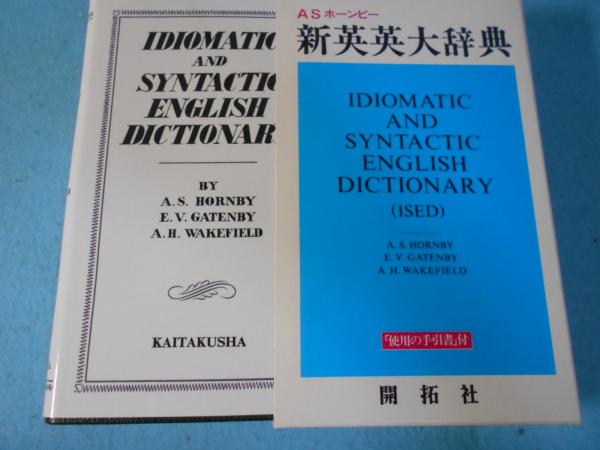 IDIOMATIC
AND
SYNTACTIC
ENGLISH
DICTIONAR
BY
A.S. HORNBY
E.V. GATENBY
A.H. WAKEFIELD
KAITAKUSHA
ASホーンビー
新英英大辞典
IDIOMATIC
AND
SYNTACTIC
ENGLISH
DICTIONARY
(ISED)
A.S.HORNBY
E.V.GATENBY
A.H.WAKEFIELD
「使用の手引書」付
開拓社